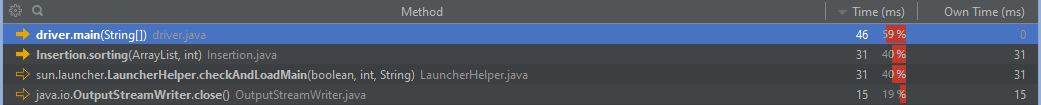 Method Time (ms) Own Time (ms)
driver.main(String[]) driver.java 46 59 % 0
Insertion.sorting(ArrayList, int) Insertion.java 31 40 % 31
sun.launcher.LauncherHelper.checkAndLoadMain(boolean, int, String) LauncherHelper.java 31 40 % 31
java.io.OutputStreamWriter.close() OutputStreamWriter.java 15 19 % 15